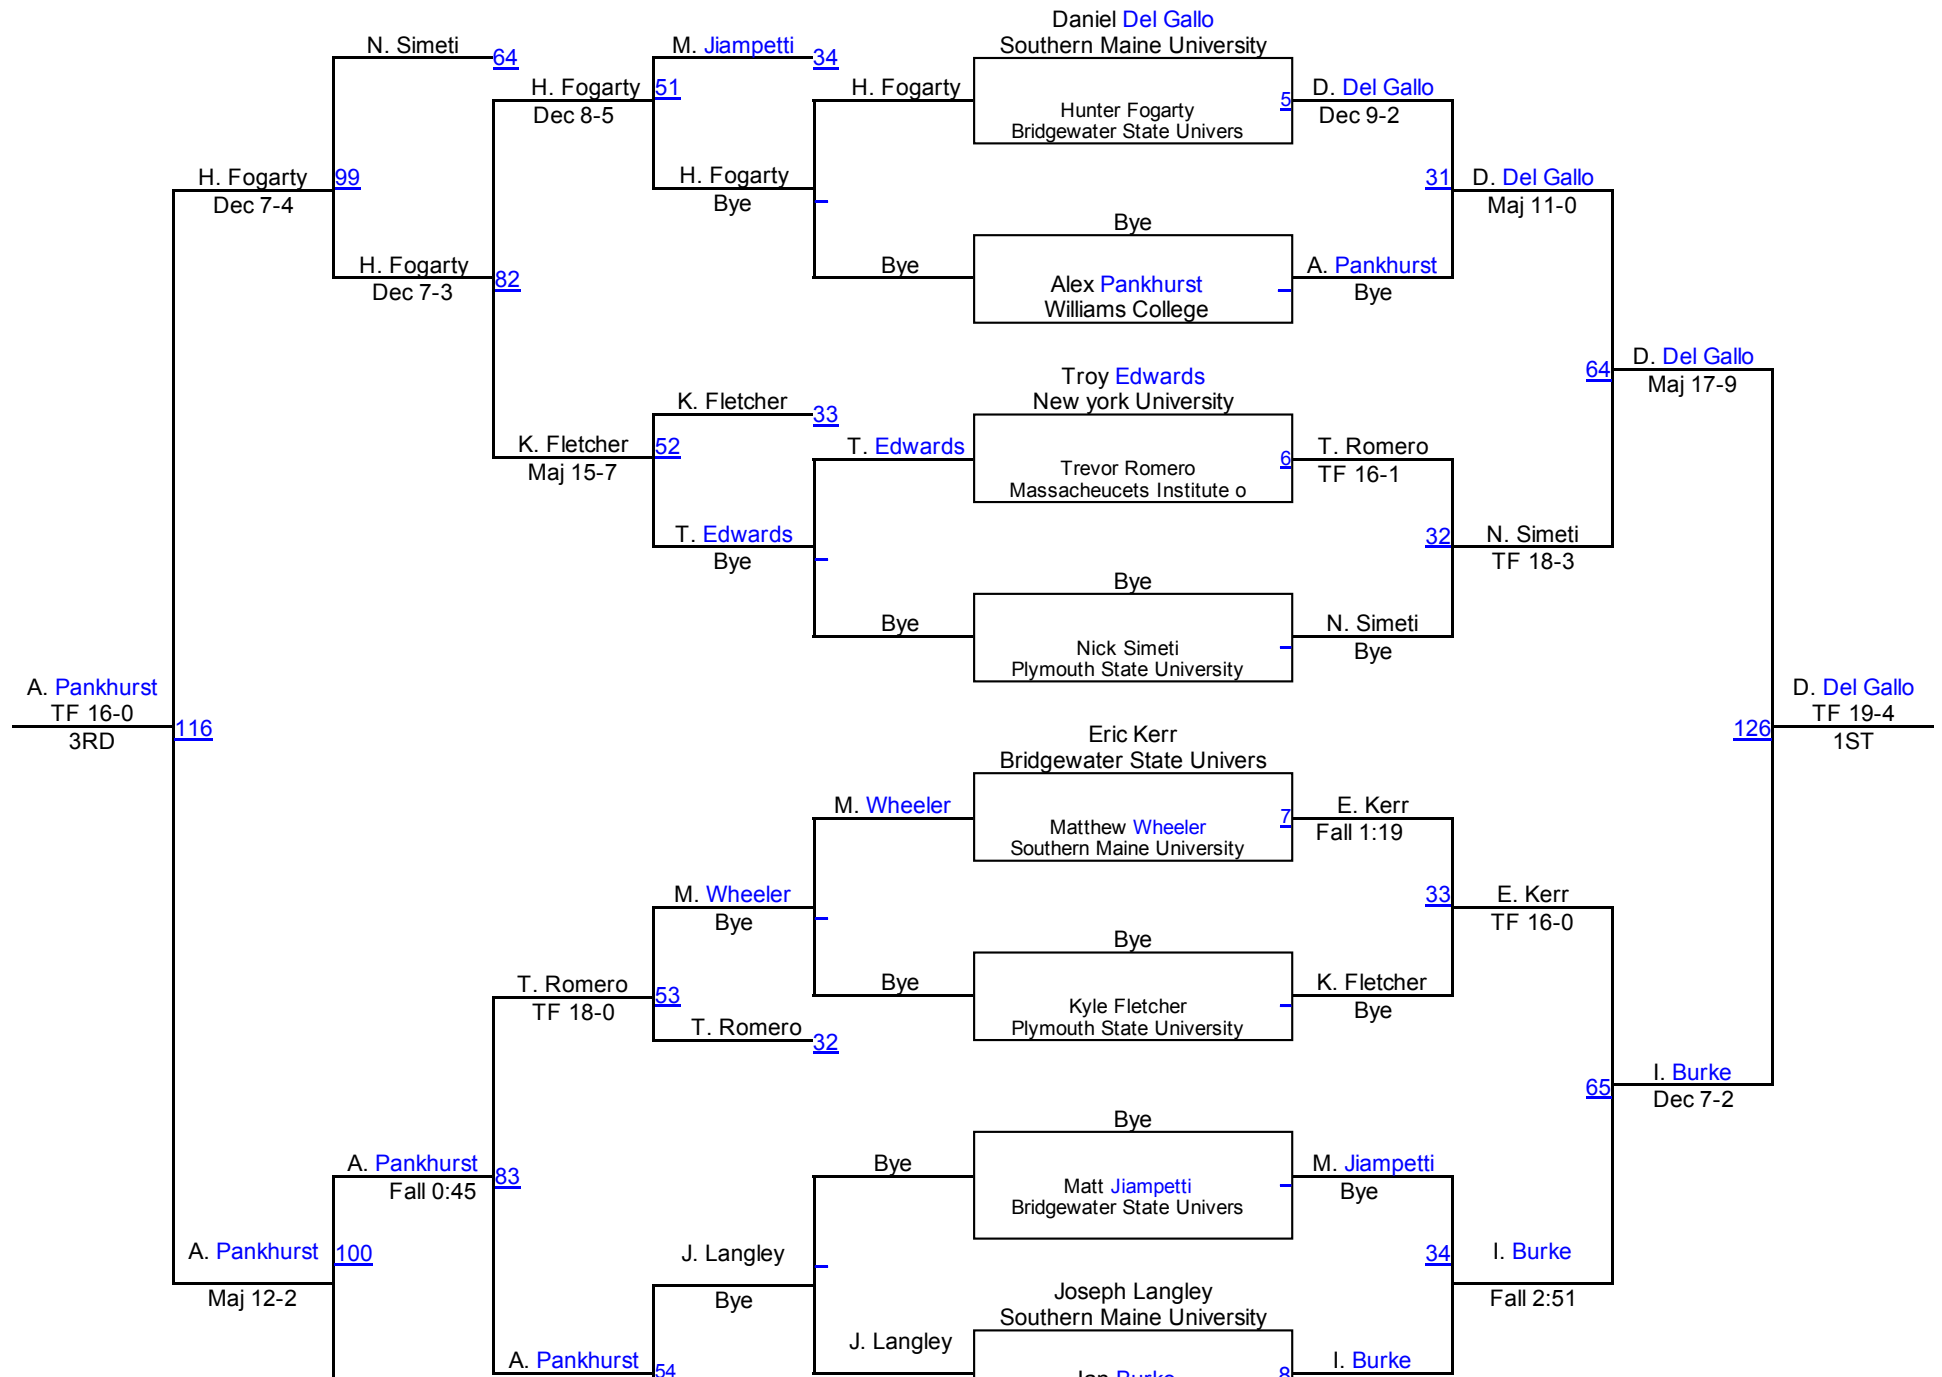 Daniel Del Gallo
N. Simeti
M. Jiampetti
Southern Maine University
64
34
H. Fogarty
51
H. Fogarty
D. Del Gallo
Dec 8-5
Hunter Fogarty
5
Dec 9-2
Bridgewater State Univers
H. Fogarty
99
H. Fogarty
31
D. Del Gallo
Dec 7-4
Bye
Maj 11-0
Bye
H. Fogarty
82
Bye
A. Pankhurst
Dec 7-3
Alex Pankhurst
Bye
Williams College
D. Del Gallo
64
Maj 17-9
Troy Edwards
K. Fletcher
New york University
33
K. Fletcher
52
T. Edwards
T. Romero
Maj 15-7
Trevor Romero
6
TF 16-1
Massacheucets Institute o
T. Edwards
32
N. Simeti
Bye
TF 18-3
Bye
Bye
N. Simeti
Nick Simeti
Bye
Plymouth State University
A. Pankhurst
D. Del Gallo
TF 16-0
TF 19-4
116
126
3RD
1ST
Eric Kerr
Bridgewater State Univers
M. Wheeler
E. Kerr
Matthew Wheeler
7
Fall 1:19
Southern Maine University
M. Wheeler
33
E. Kerr
Bye
TF 16-0
Bye
T. Romero
53
Bye
K. Fletcher
TF 18-0
Kyle Fletcher
Bye
T. Romero
Plymouth State University
32
I. Burke
65
Dec 7-2
Bye
A. Pankhurst
83
Bye
M. Jiampetti
Fall 0:45
Matt Jiampetti
Bye
Bridgewater State Univers
A. Pankhurst
100
J. Langley
34
I. Burke
Maj 12-2
Bye
Joseph Langley
Fall 2:51
Southern Maine University
J. Langley
A. Pankhurst
54
Ian Burke
8
I. Burke